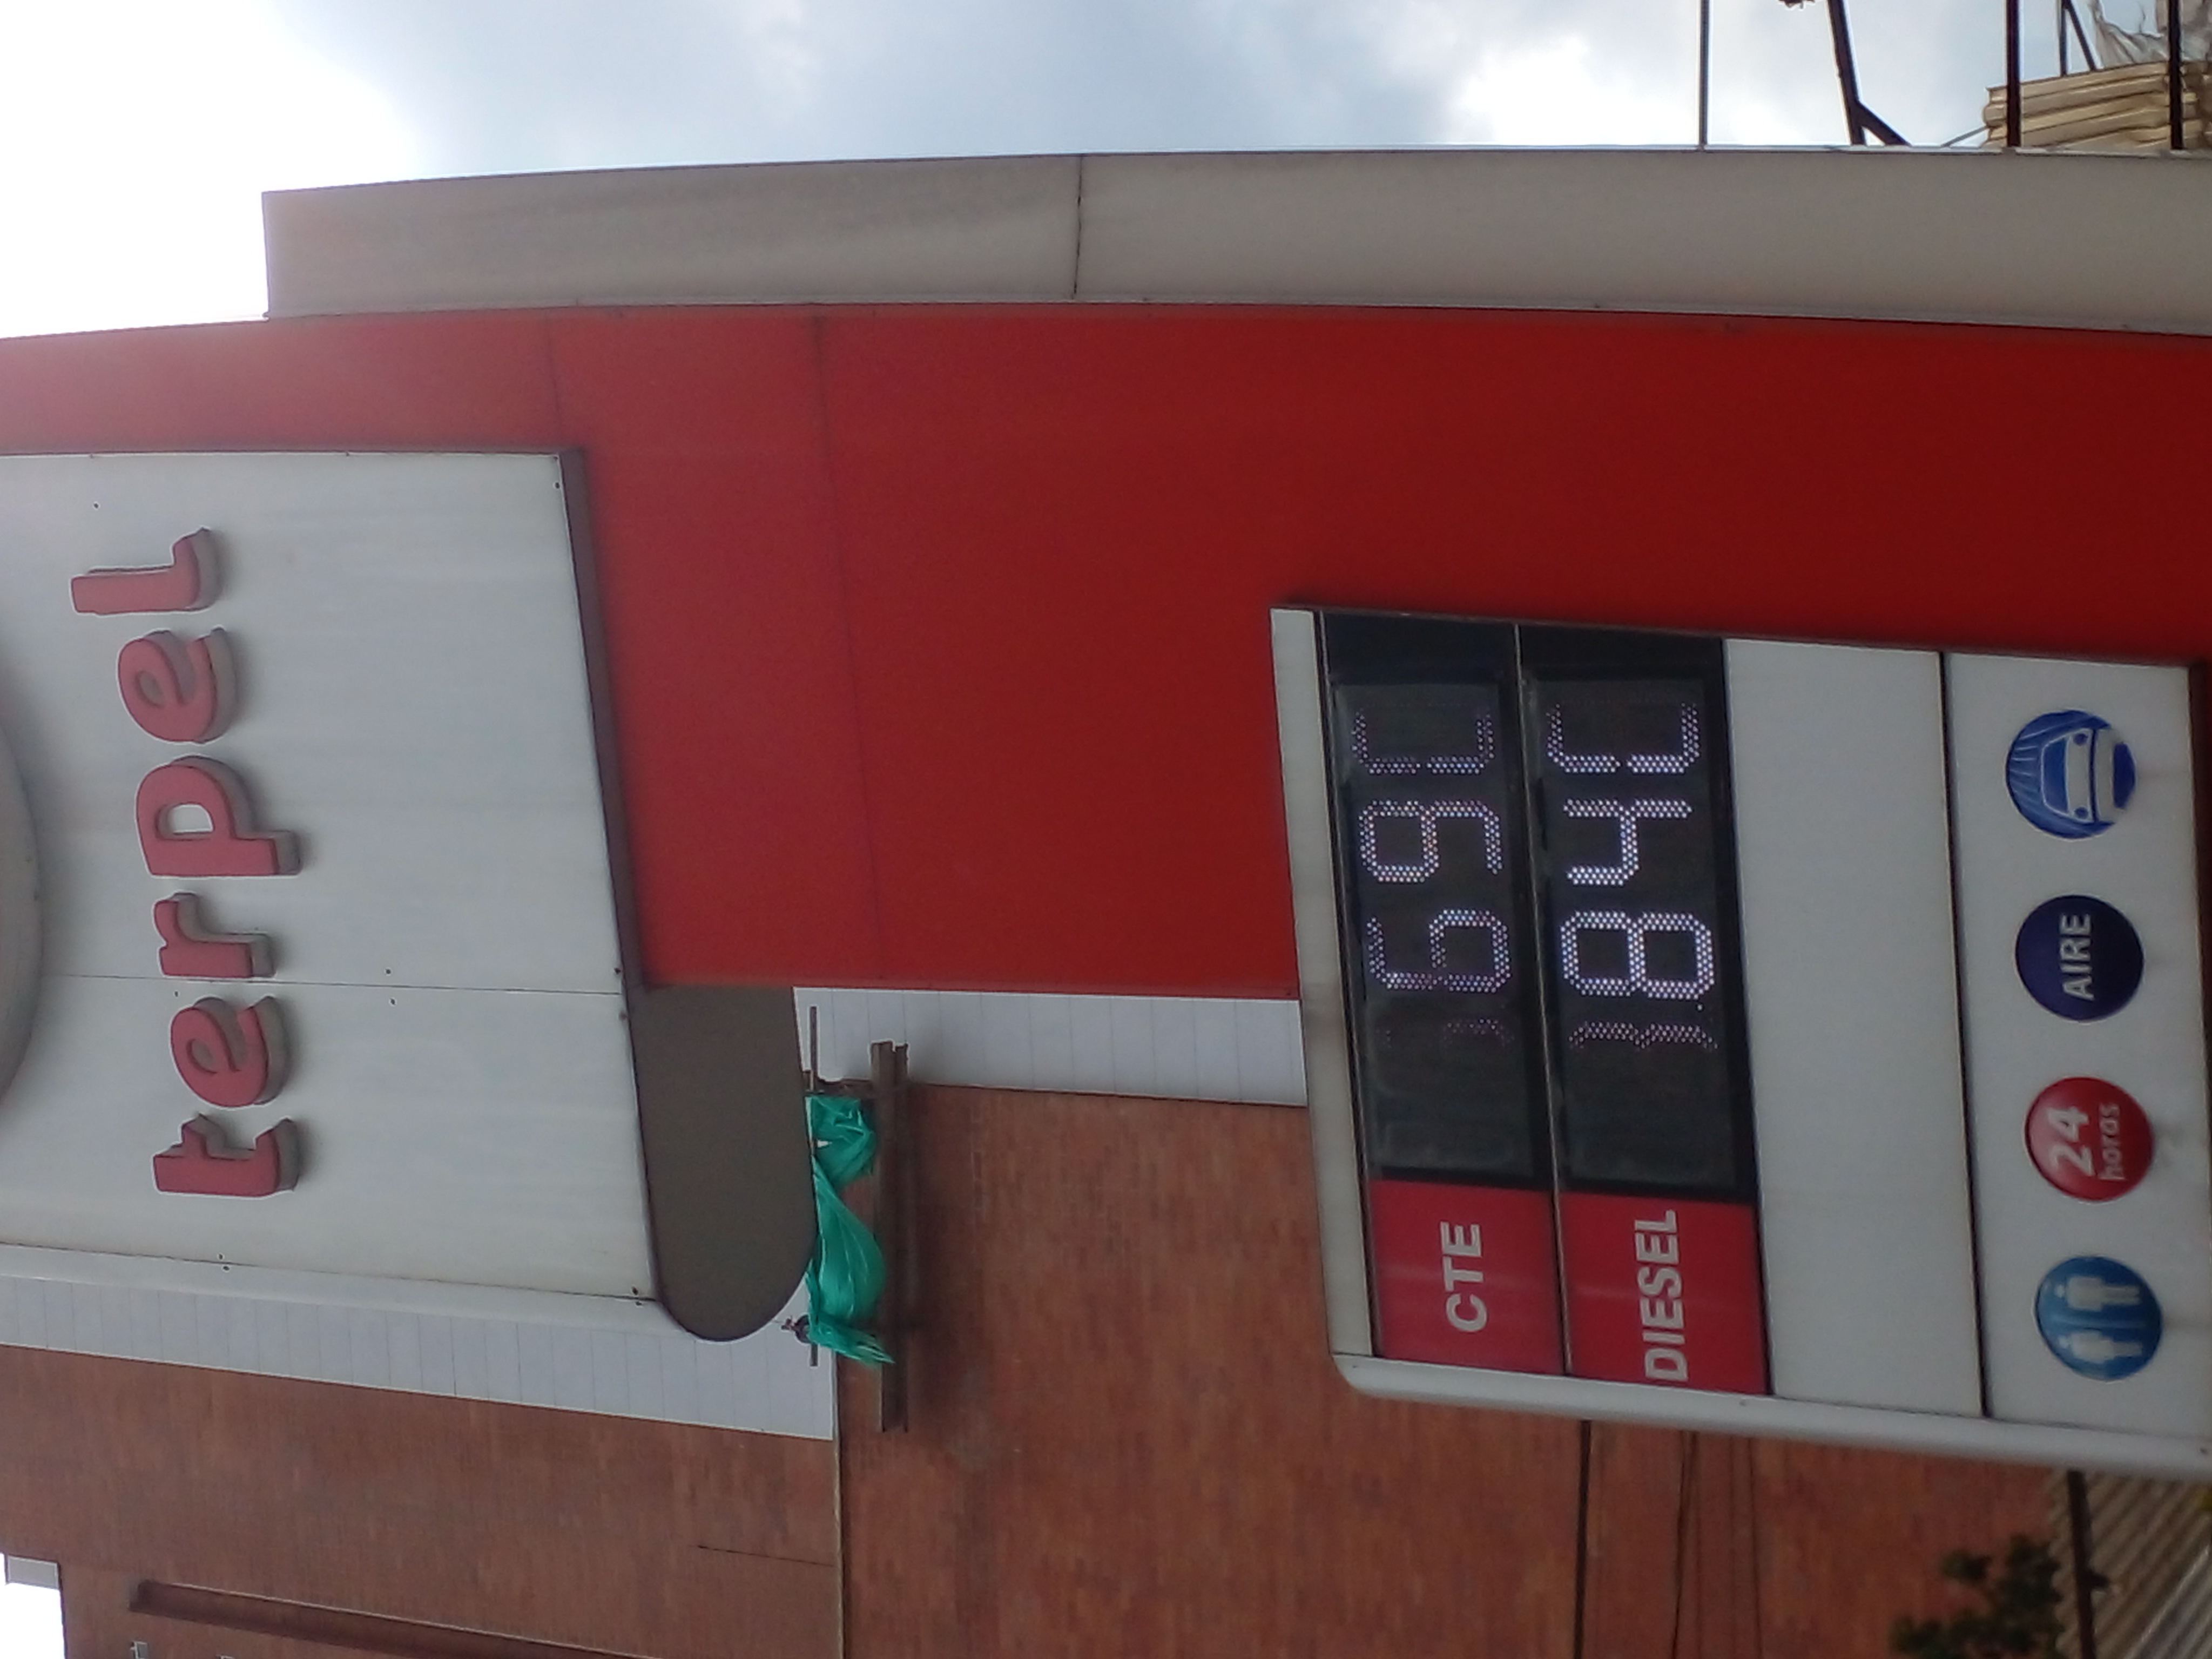 terpel
CTE
DIESEL
24 horas
AIRE